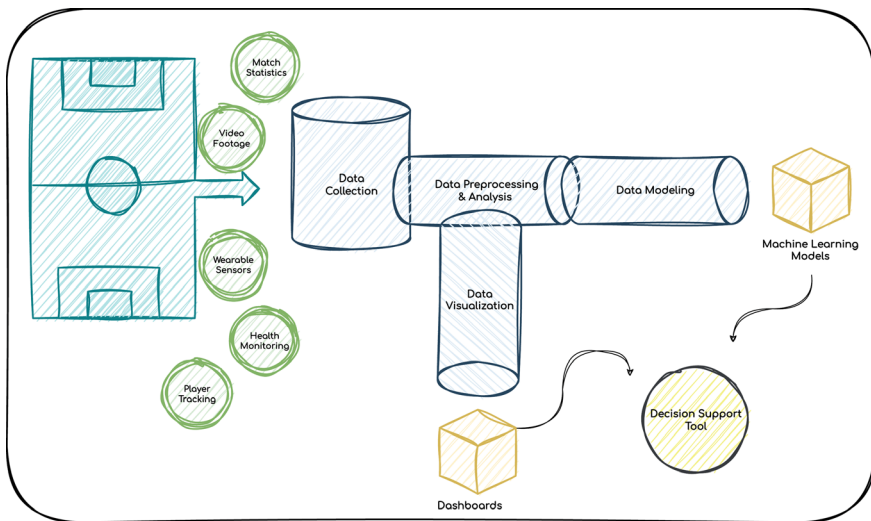 Match
Statistics
Video
Footage
Wearable
Sensors
Health
Monitoring
Player
Tracking
Data
Collection
Data Preprocessing
& Analysis
Data Modeling
Data
Visualization
Machine Learning
Models
Dashboards
Decision Support
Tool